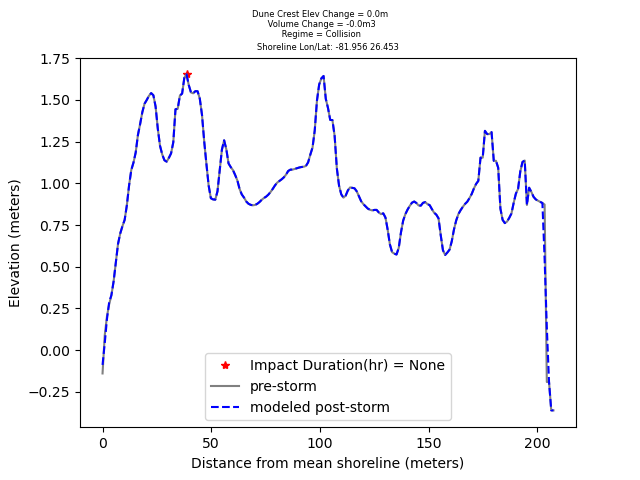 Dune Crest Elev Change = 0.0m
Volume Change = -0.0m3
Regime = Collision
Shoreline Lon/Lat: -81.956 26.453
1.75
1.50
1.25
1.00
0.75
0.50
0.25
0.00
−0.25
Elevation (meters)
Impact Duration(hr) = None
pre-storm
modeled post-storm
0 50 100 150 200
Distance from mean shoreline (meters)